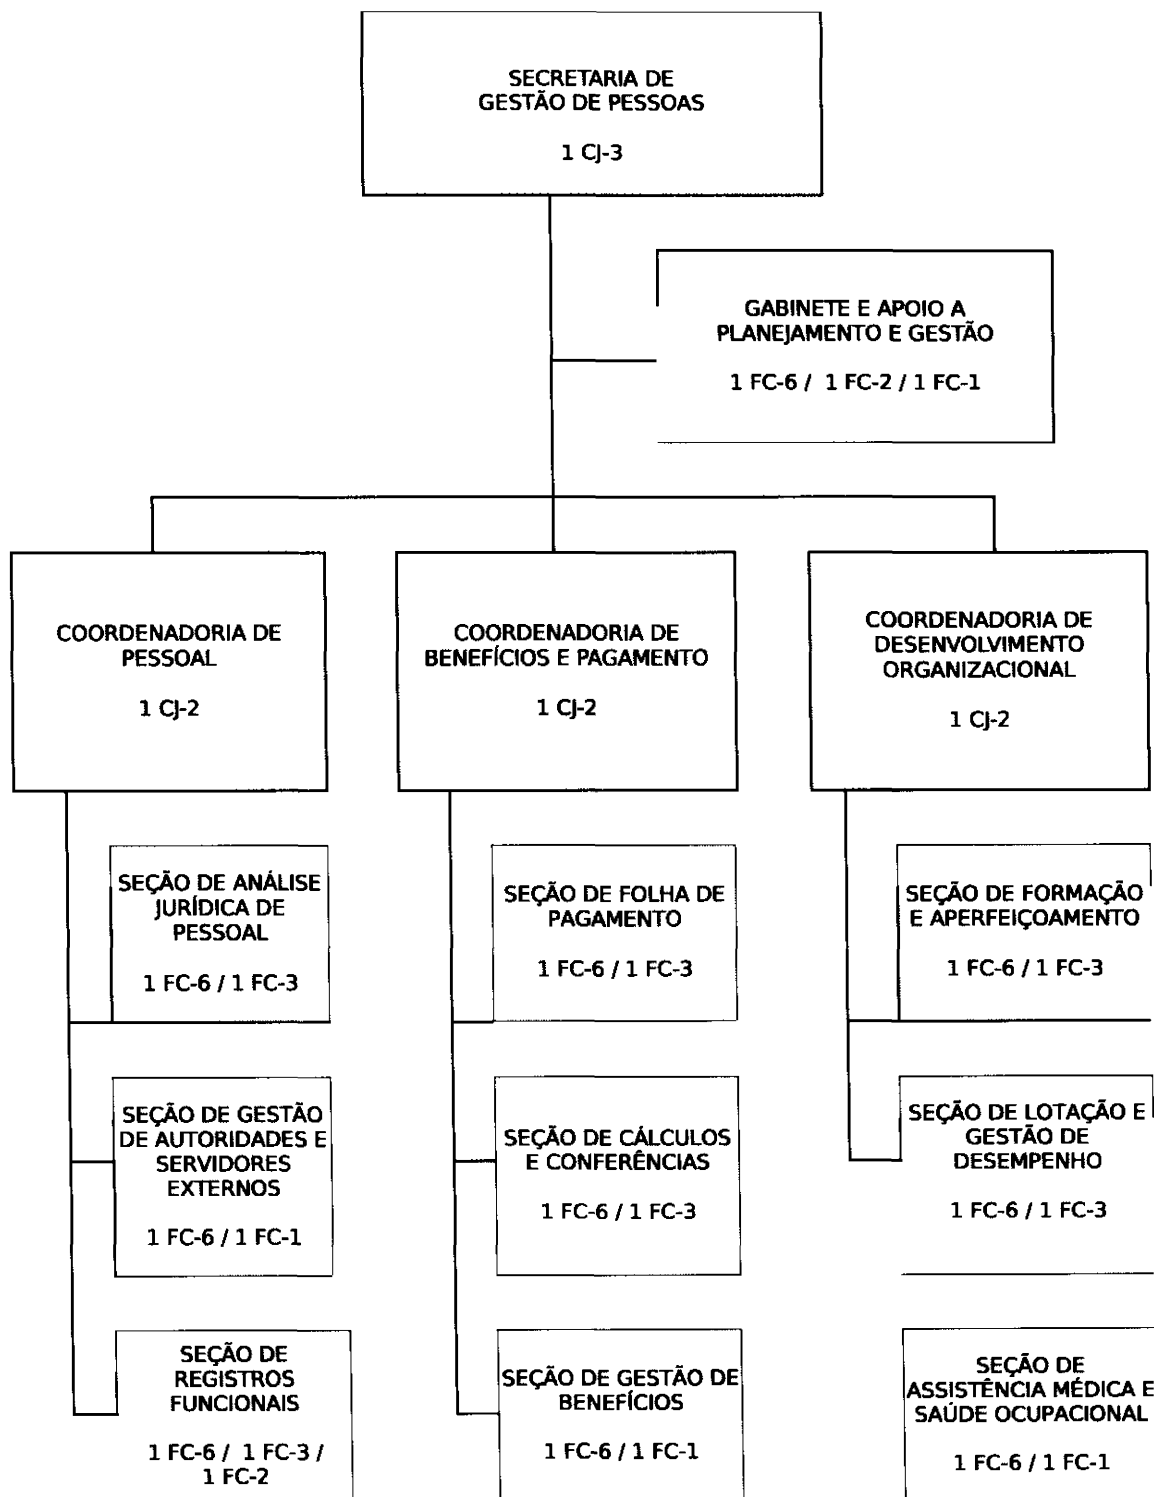 SECRETARIA DE
GESTÃO DE PESSOAS
1 CJ-3
GABINETE E APOIO A
PLANEJAMENTO E GESTÃO
1 FC-6 / 1 FC-2 / 1 FC-1
COORDENADORIA DE
PESSOAL
1 CJ-2
COORDENADORIA DE
BENEFÍCIOS E PAGAMENTO
1 CJ-2
COORDENADORIA DE
DESENVOLVIMENTO
ORGANIZACIONAL
1 CJ-2
SEÇÃO DE ANÁLISE
JURÍDICA DE
PESSOAL
1 FC-6 / 1 FC-3
SEÇÃO DE FOLHA DE
PAGAMENTO
1 FC-6 / 1 FC-3
SEÇÃO DE FORMAÇÃO
E APERFEIÇOAMENTO
1 FC-6 / 1 FC-3
SEÇÃO DE GESTÃO
DE AUTORIDADES E
SERVIDORES
EXTERNOS
1 FC-6 / 1 FC-1
SEÇÃO DE CÁLCULOS
E CONFERÊNCIAS
1 FC-6 / 1 FC-3
SEÇÃO DE LOTAÇÃO E
GESTÃO DE
DESEMPENHO
1 FC-6 / 1 FC-3
SEÇÃO DE
REGISTROS
FUNCIONAIS
1 FC-6 / 1 FC-3 /
1 FC-2
SEÇÃO DE GESTÃO DE
BENEFÍCIOS
1 FC-6 / 1 FC-1
SEÇÃO DE
ASSISTÊNCIA MÉDICA E
SAÚDE OCUPACIONAL
1 FC-6 / 1 FC-1